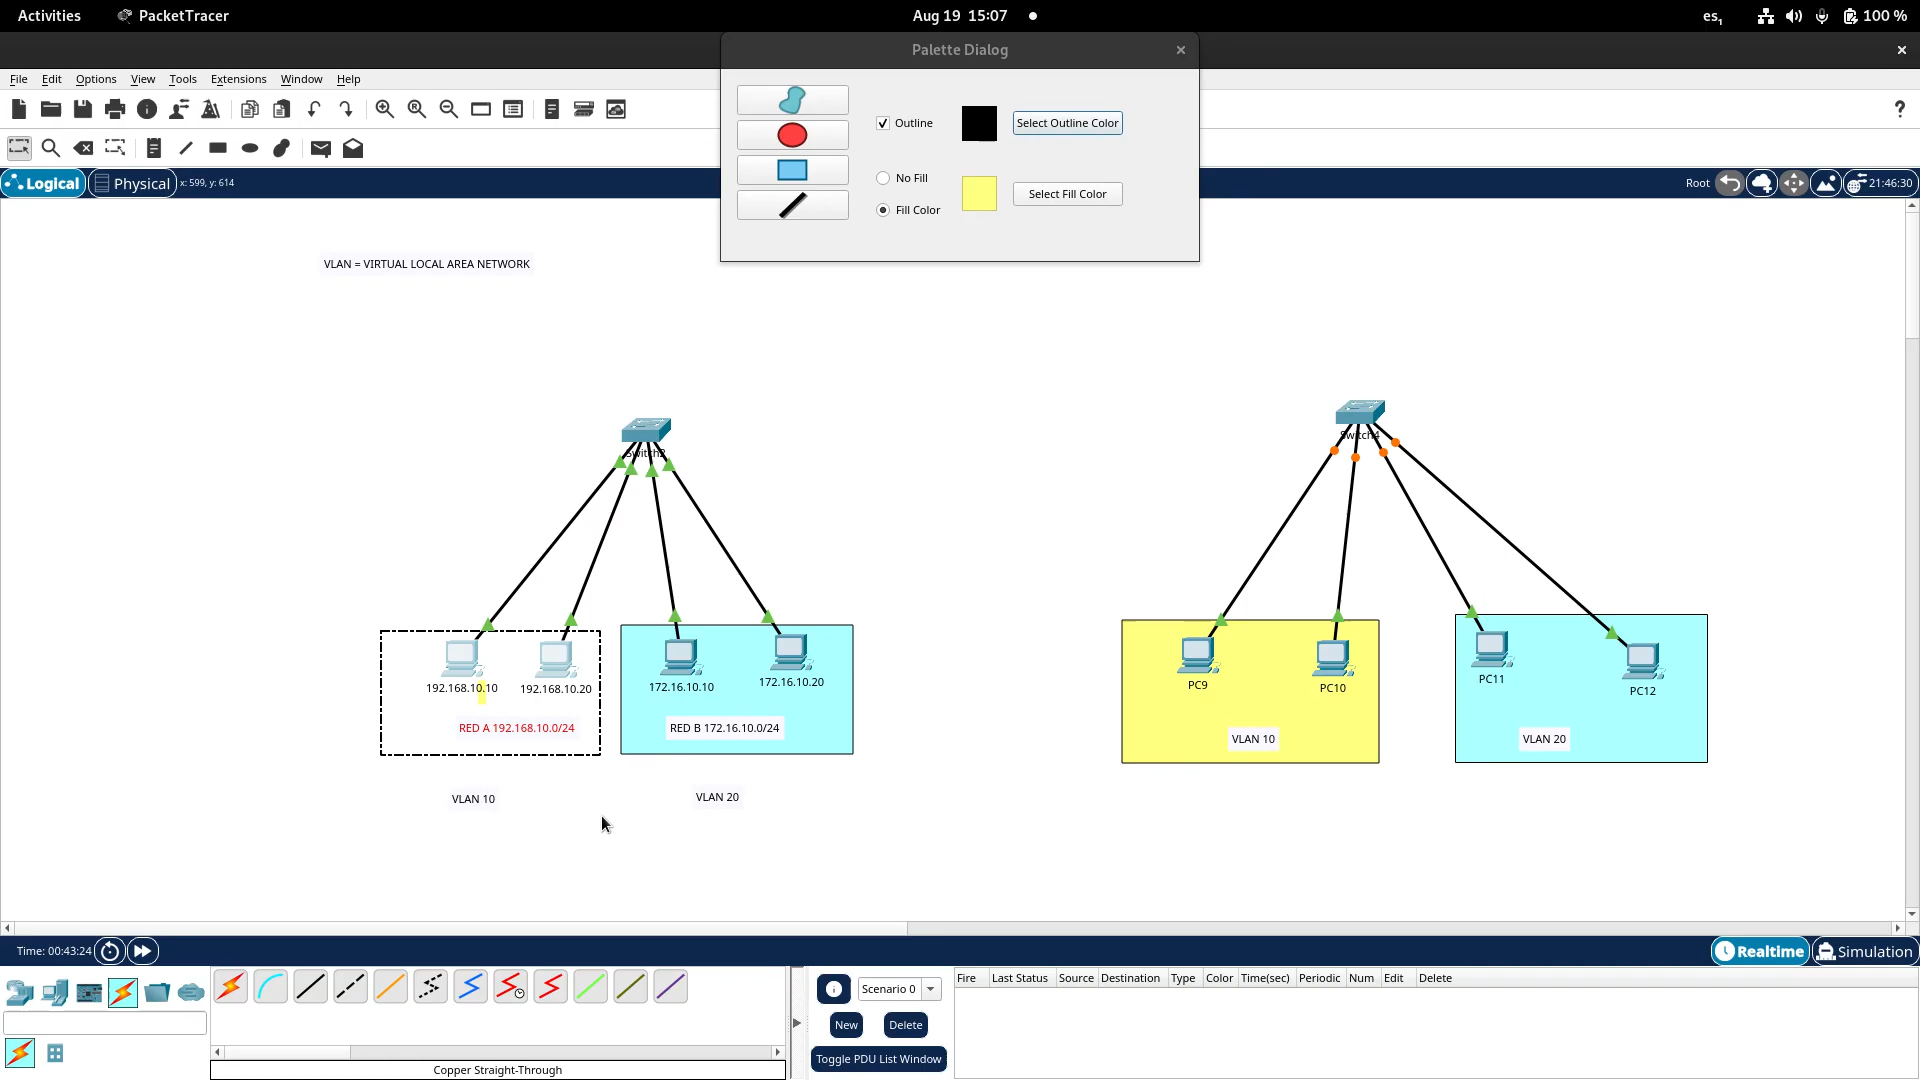 Activities
PacketTracer
Aug 19 15:07
es₁
100 %
Palette Dialog
File Edit Options View Tools Extensions Window Help
Outline
Select Outline Color
No Fill
Fill Color
Select Fill Color
Logical
Physical
x: 599, y: 614
Root
21:46:30
VLAN = VIRTUAL LOCAL AREA NETWORK
Switch2
Switch4
192.168.10.10
192.168.10.20
172.16.10.10
172.16.10.20
PC9
PC10
PC11
PC12
RED A 192.168.10.0/24
RED B 172.16.10.0/24
VLAN 10
VLAN 20
VLAN 10
VLAN 20
Time: 00:43:24
Realtime
Simulation
Scenario 0
New
Delete
Toggle PDU List Window
Fire Last Status Source Destination Type Color Time(sec) Periodic Num Edit Delete
Copper Straight-Through